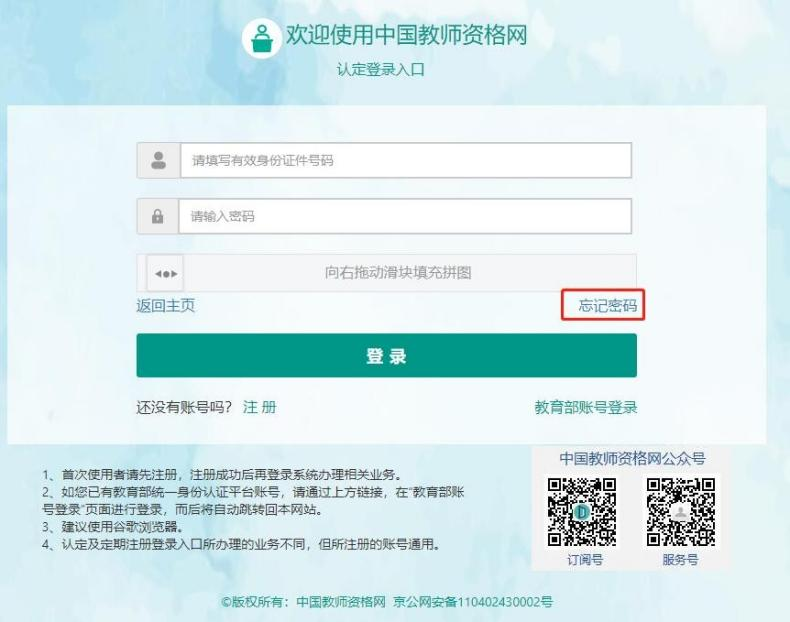 欢迎使用中国教师资格网
认定登录入口
请填写有效身份证件号码
请输入密码
向右拖动滑块填充拼图
返回主页
忘记密码
登 录
还没有账号吗？ 注 册
教育部账号登录
1、首次使用者请先注册，注册成功后再登录系统办理相关业务。
2、如您已有教育部统一身份认证平台账号，请通过上方链接，在“教育部账
号登录”页面进行登录，而后将自动跳转回本网站。
3、建议使用谷歌浏览器。
4、认定及定期注册登录入口所办理的业务不同，但所注册的账号通用。
中国教师资格网公众号
订阅号
服务号
©版权所有：中国教师资格网 京公网安备110402430002号